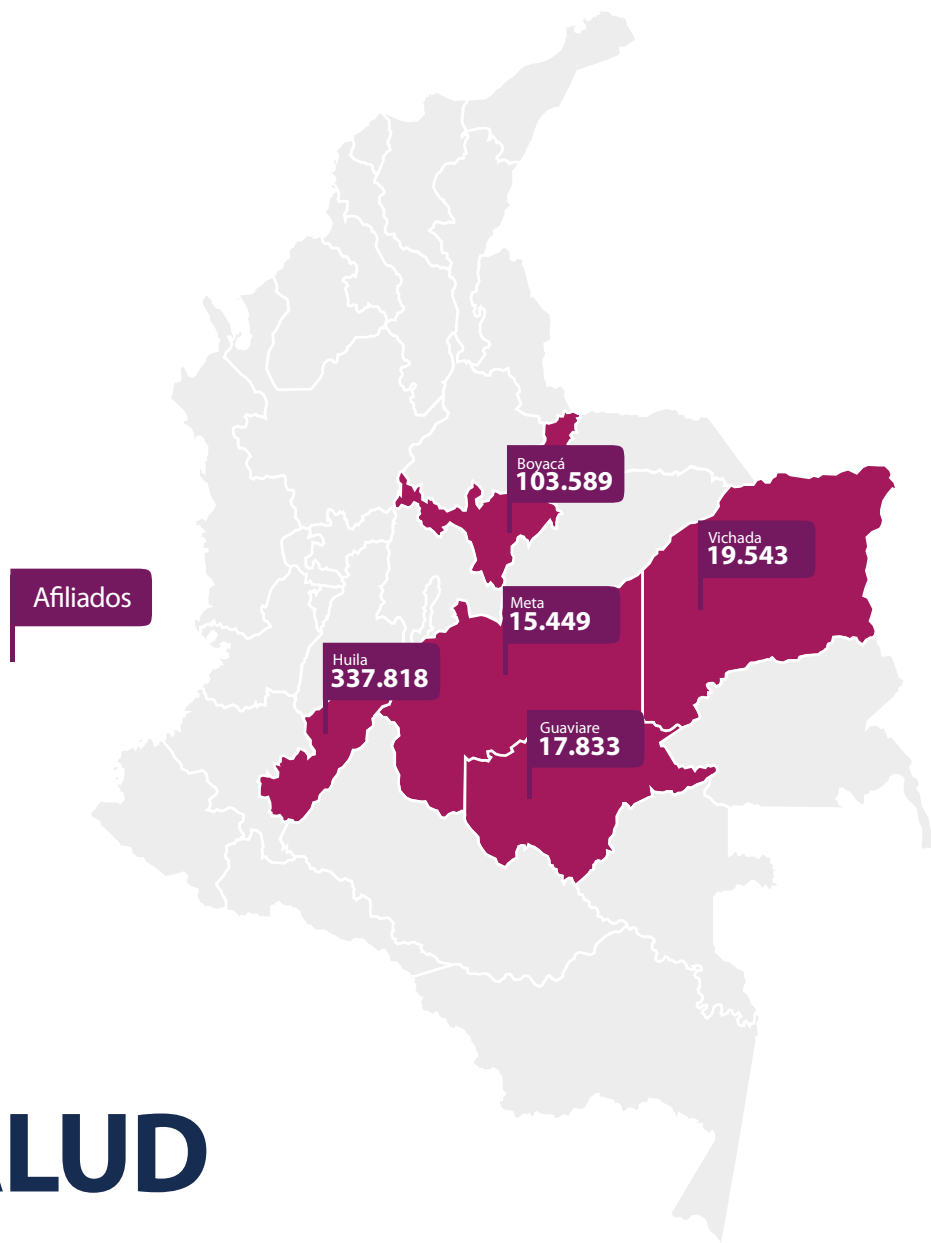 Boyacá
103.589
Vichada
19.543
Afiliados
Meta
15.449
Huila
337.818
Guaviare
17.833
ALUD